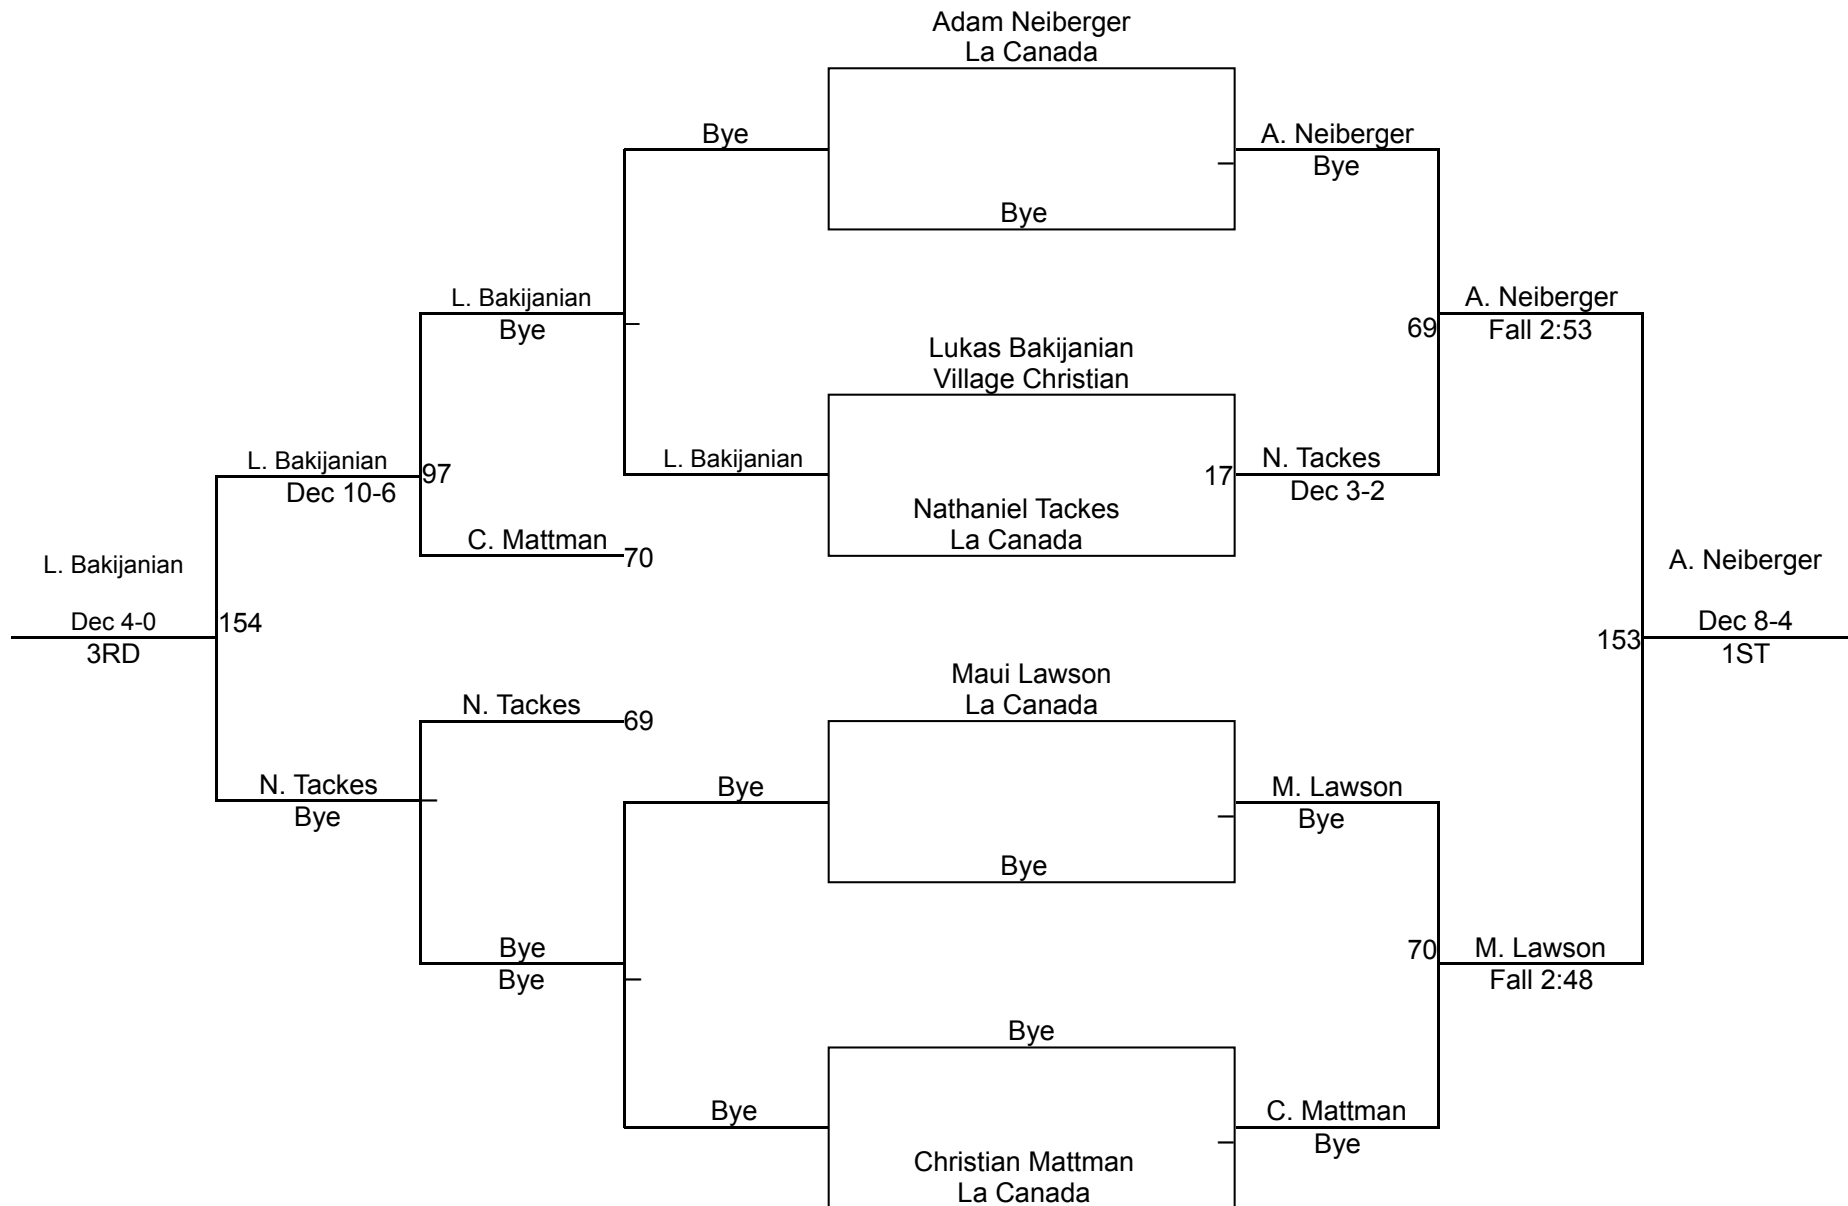 Adam Neiberger
La Canada
Bye
A. Neiberger
Bye
Bye
L. Bakijanian
Bye
A. Neiberger
69
Fall 2:53
Lukas Bakijanian
Village Christian
L. Bakijanian
97
Dec 10-6
L. Bakijanian
17
N. Tackes
Dec 3-2
Nathaniel Tackes
La Canada
C. Mattman
70
L. Bakijanian
A. Neiberger
Dec 4-0
154
3RD
153
Dec 8-4
1ST
Maui Lawson
La Canada
N. Tackes
69
N. Tackes
Bye
Bye
M. Lawson
Bye
Bye
Bye
Bye
70
M. Lawson
Fall 2:48
Bye
Bye
C. Mattman
Bye
Christian Mattman
La Canada